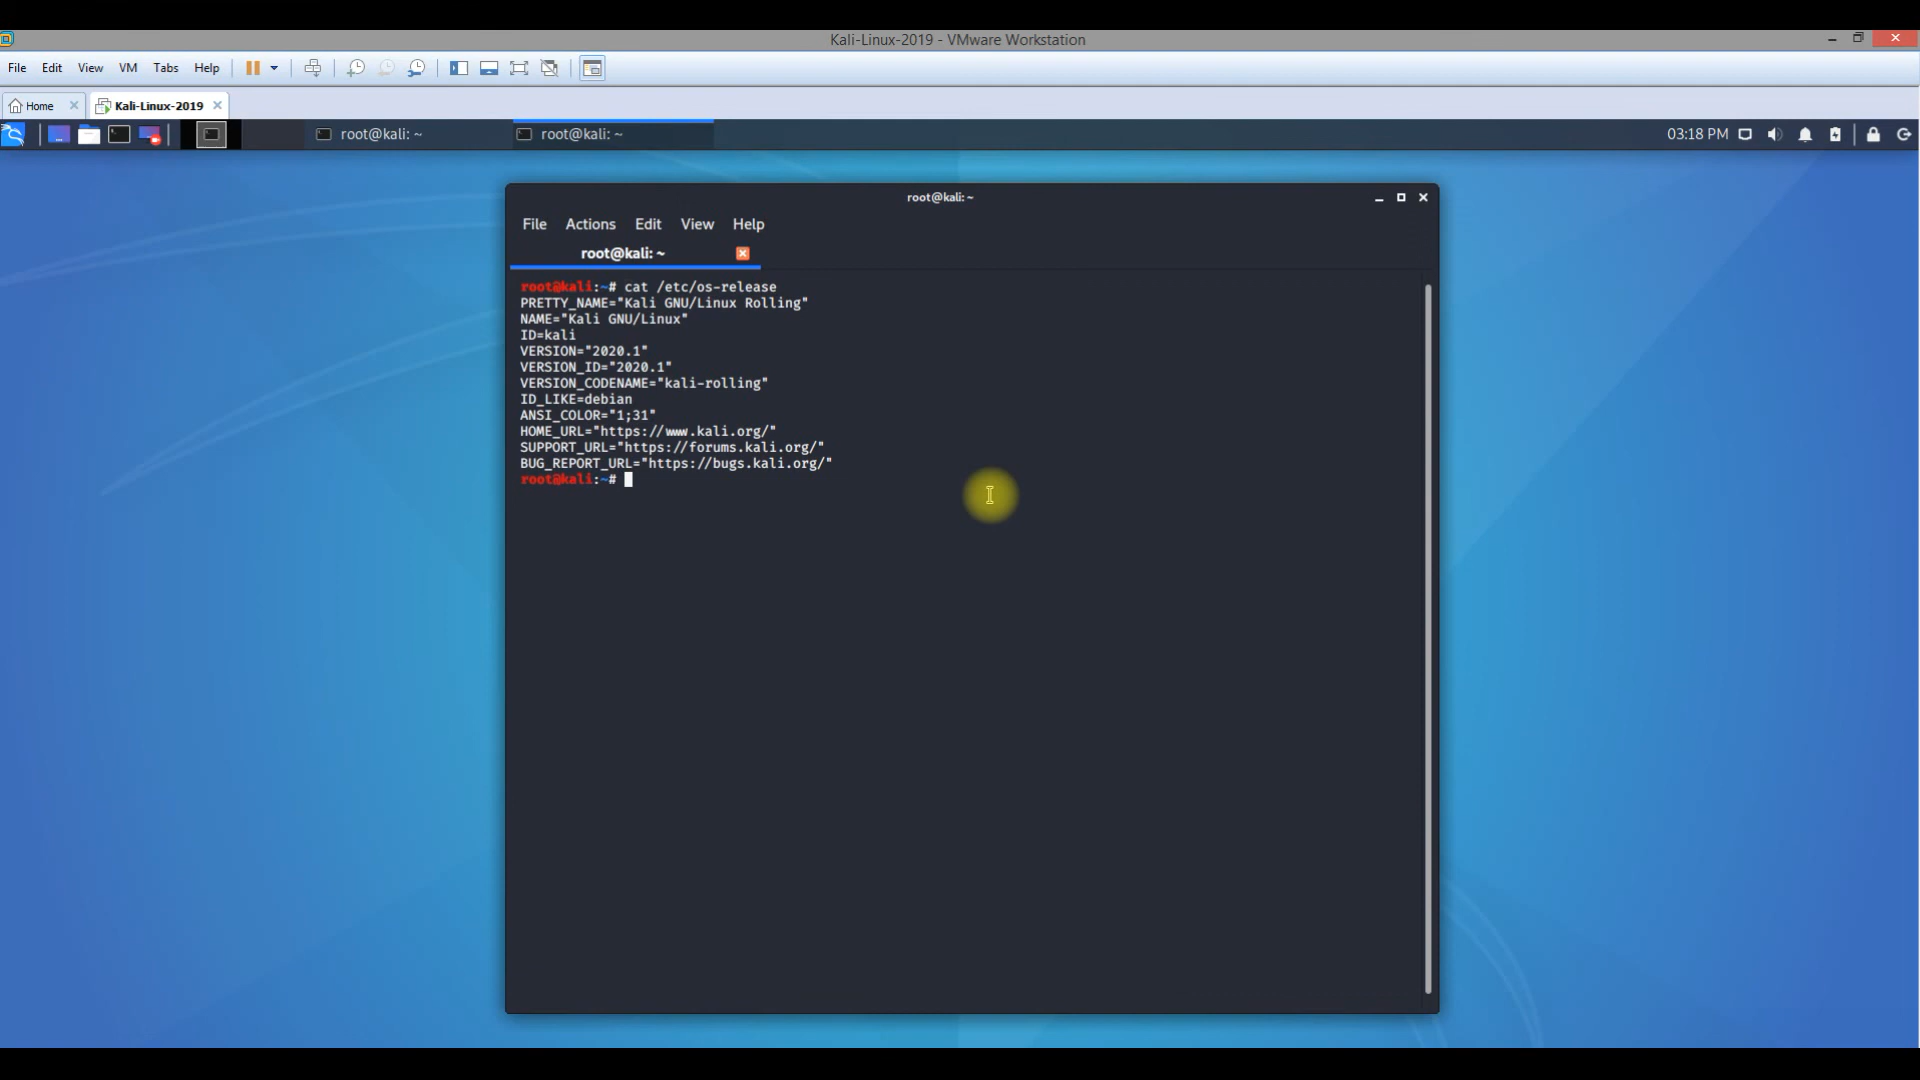 Kali-Linux-2019 - VMware Workstation
File Edit View VM Tabs Help
Home Kali-Linux-2019
root@kali: ~ root@kali: ~ 03:18 PM
root@kali:~
File Actions Edit View Help
root@kali: ~
root@kali:~# cat /etc/os-release
PRETTY_NAME="Kali GNU/Linux Rolling"
NAME="Kali GNU/Linux"
ID=kali
VERSION="2020.1"
VERSION_ID="2020.1"
VERSION_CODENAME="kali-rolling"
ID_LIKE=debian
ANSI_COLOR="1;31"
HOME_URL="https://www.kali.org/"
SUPPORT_URL="https://forums.kali.org/"
BUG_REPORT_URL="https://bugs.kali.org/"
root@kali:~#